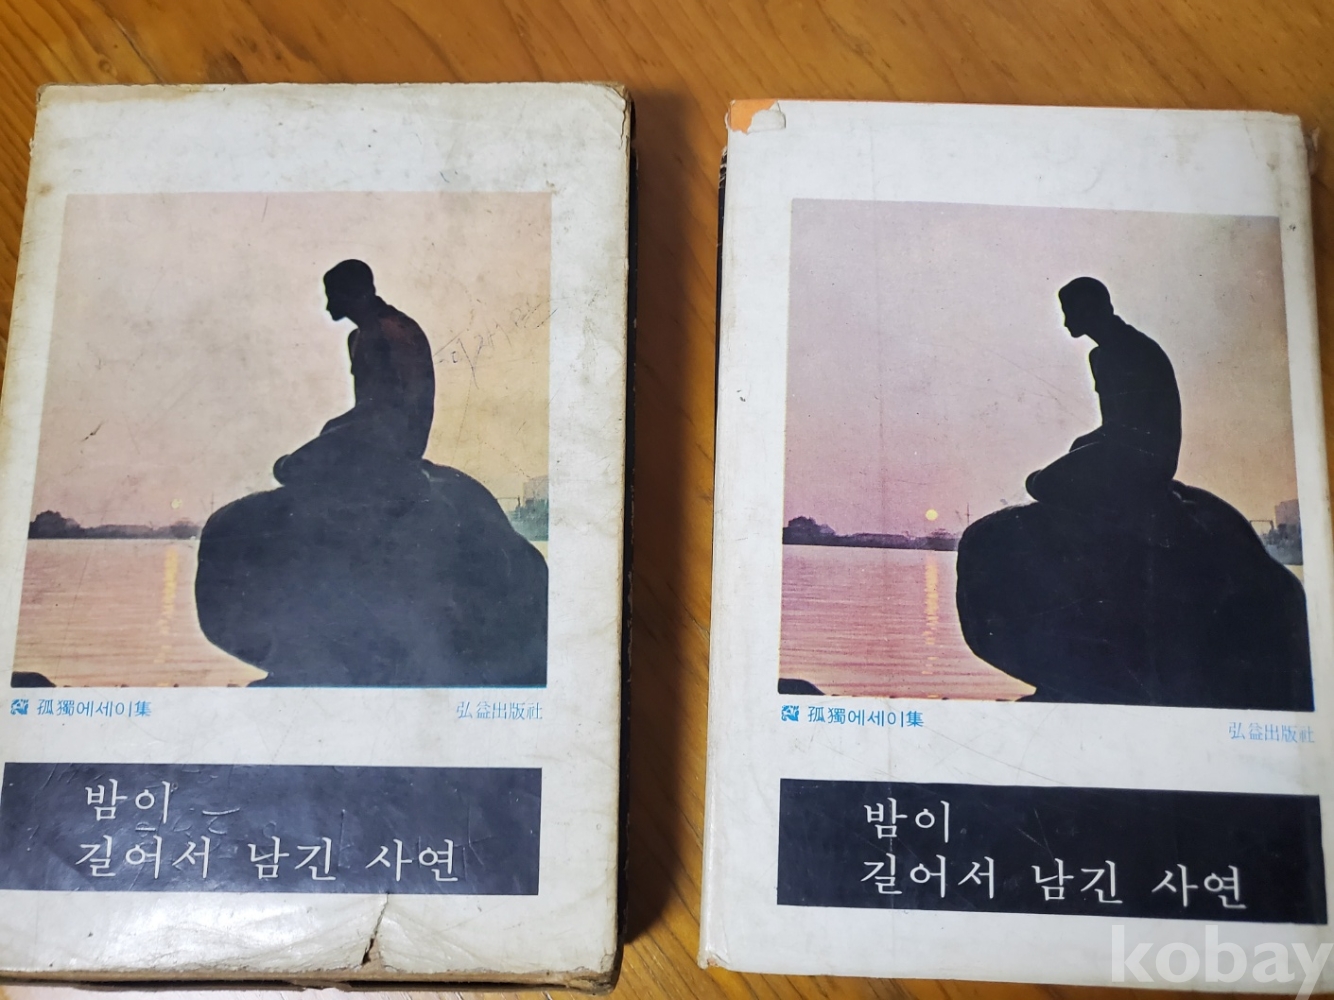 孤獨에세이集
弘益出版社
밤이
길어서 남긴 사연
孤獨에세이集
弘益出版社
밤이
길어서 남긴 사연
kobay